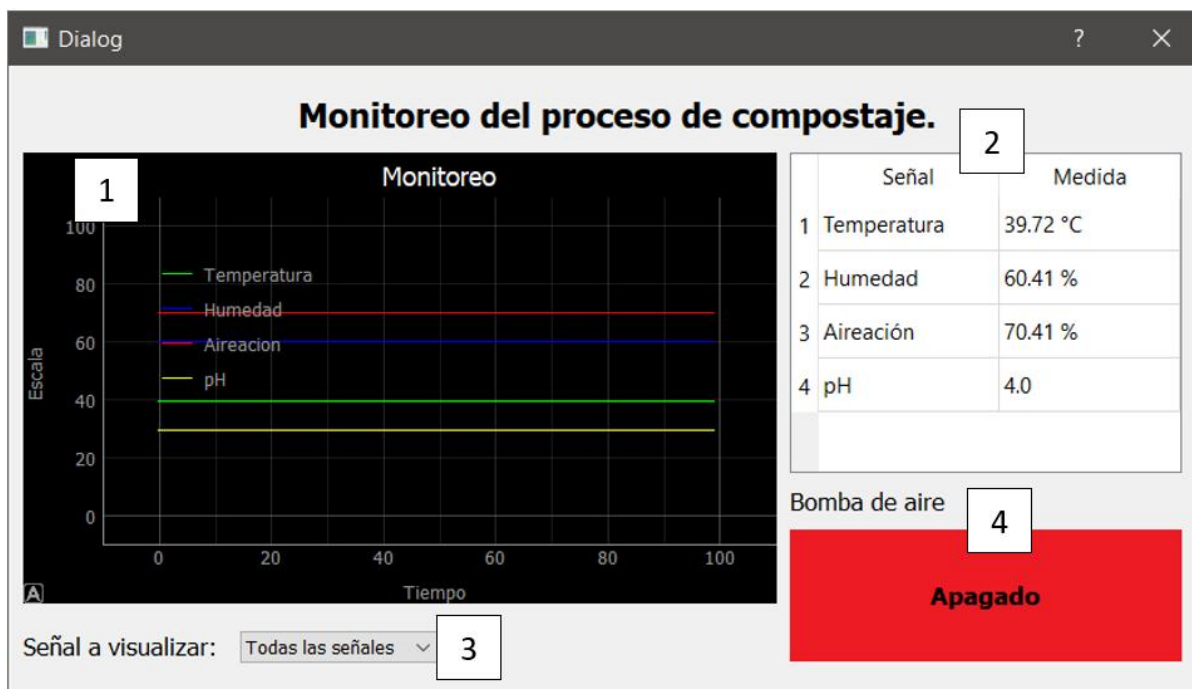 Dialog
?
Monitoreo del proceso de compostaje.
1
Monitoreo
100
80
60
40
20
0
Escala
Temperatura
Humedad
Aireacion
pH
0 20 40 60 80 100
Tiempo
A
2
Señal Medida
1 Temperatura 39.72 °C
2 Humedad 60.41 %
3 Aireación 70.41 %
4 pH 4.0
Bomba de aire
4
Apagado
Señal a visualizar: Todas las señales
3